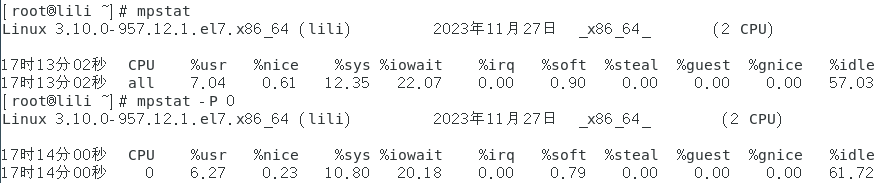 [root@lili ~]# mpstat
Linux 3.10.0-957.12.1.el7.x86_64 (lili) 2023年11月27日 _x86_64_ (2 CPU)
17时13分02秒 CPU %usr %nice %sys %iowait %irq %soft %steal %guest %gnice %idle
17时13分02秒 all 7.04 0.61 12.35 22.07 0.00 0.90 0.00 0.00 0.00 57.03
[root@lili ~]# mpstat -P 0
Linux 3.10.0-957.12.1.el7.x86_64 (lili) 2023年11月27日 _x86_64_ (2 CPU)
17时14分00秒 CPU %usr %nice %sys %iowait %irq %soft %steal %guest %gnice %idle
17时14分00秒 0 6.27 0.23 10.80 20.18 0.00 0.79 0.00 0.00 0.00 61.72